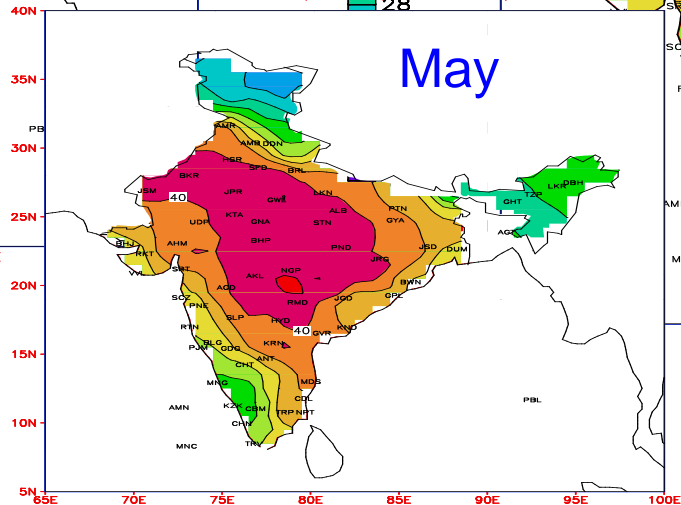 28
40N
May
35N
PB
AMR
30N
AMB DDN
HSR
SFD BRL
BKR
JSM JPR LKN DBH
LKR
TZP
40 GWL GHT
KTA ALB PTN
25N UDP GNA STN GYA
AGT
BHJ AHM BHP PND JSD DUM
RKT JRG
VVL SRT AKL NGP
20N AGD BWN
SCZ RMD JGD GPL
PNE
SLP HYD
RTN 40 GVR KND
BLG KRN
15N PJM GDG
ANT
CHT
MNG MDS
AMN KZK CBM CDL PBL
TRP NPT
10N CHN
MNC TRV
5N
65E 70E 75E 80E 85E 90E 95E 100E